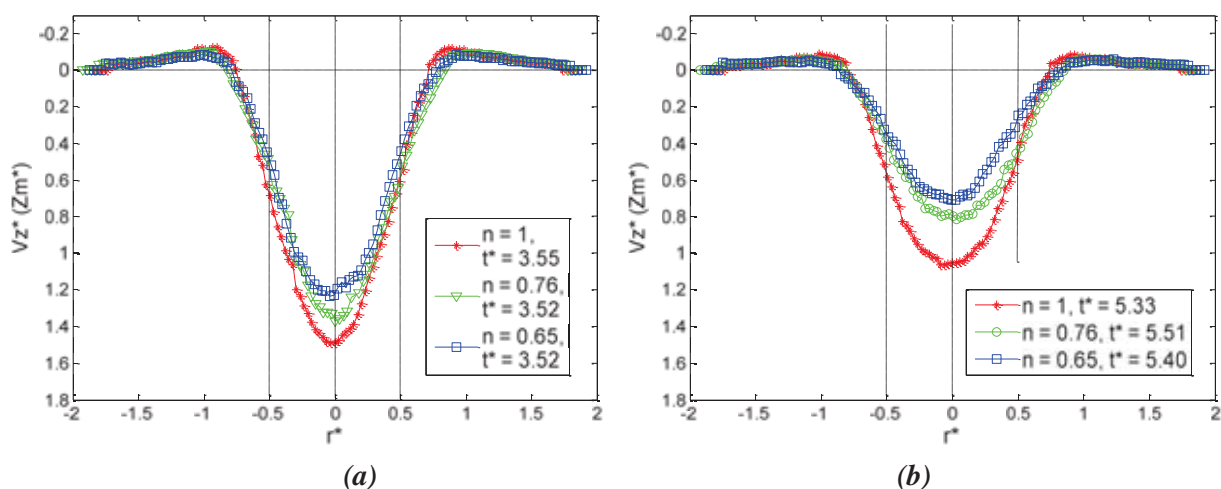 -0.2
0
0.2
0.4
0.6
0.8
1
1.2
1.4
1.6
1.8
Vz* (Zm*)
-2 -1.5 -1 -0.5 0 0.5 1 1.5 2
r*
n = 1,
t* = 3.55
n = 0.76,
t* = 3.52
n = 0.65,
t* = 3.52
(a)
-0.2
0
0.2
0.4
0.6
0.8
1
1.2
1.4
1.6
1.8
Vz* (Zm*)
-2 -1.5 -1 -0.5 0 0.5 1 1.5 2
r*
n = 1, t* = 5.33
n = 0.76, t* = 5.51
n = 0.65, t* = 5.40
(b)